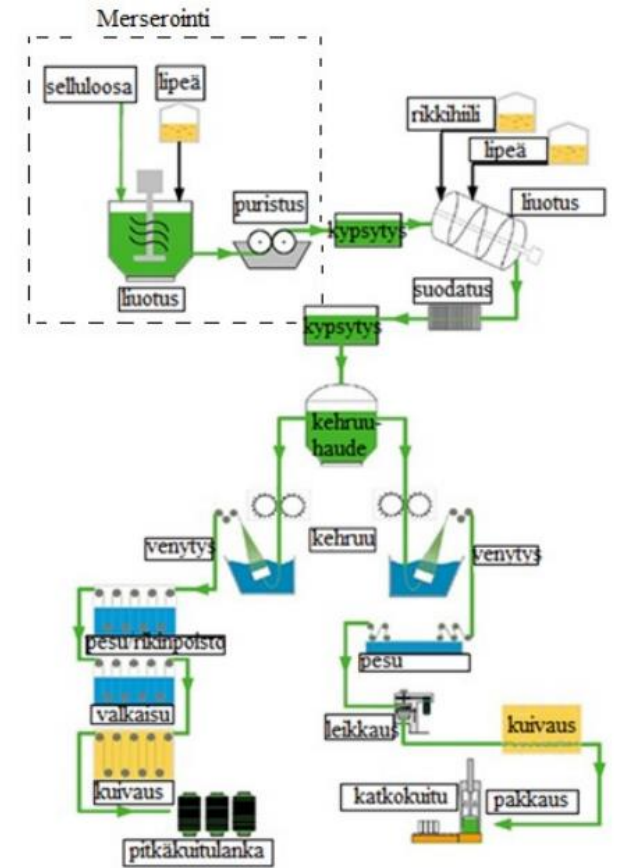 Merserointi
selluloosa
lipeä
rikkihiili
lipeä
puristus
kypsytys
liuotus
liuotus
suodatus
kypsytys
kehruu-
haude
kehruu
venytys
venytys
pesu/rikinpoisto
pesu
valkaisu
leikkaus
kuivaus
kuivaus
katkokuitu
pakkaus
pitkäkuitulanka